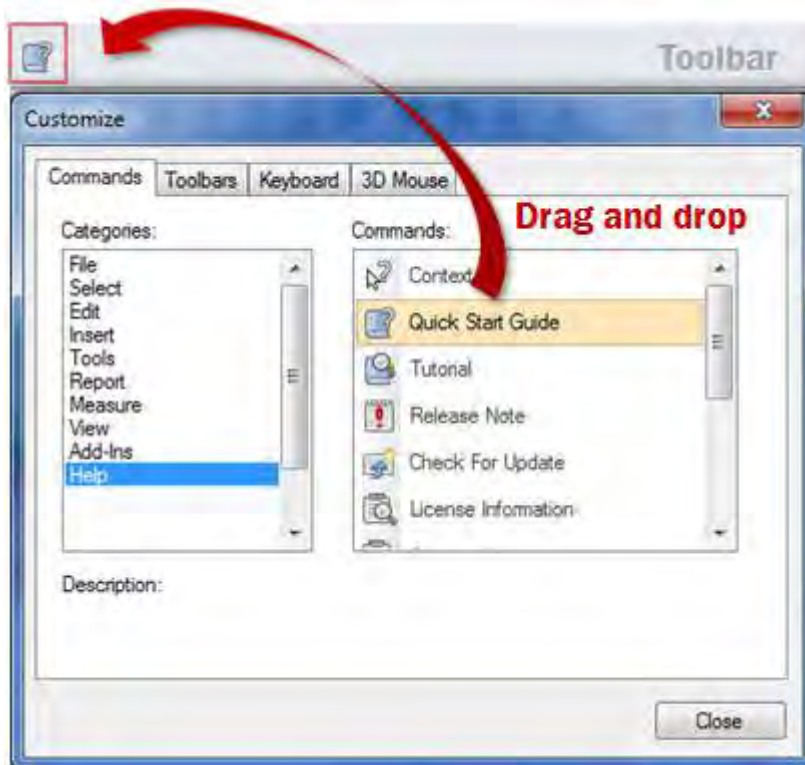 Toolbar
Customize
Commands Toolbars Keyboard 3D Mouse
Drag and drop
Categories:
Commands:
File
Select
Edit
Insert
Tools
Report
Measure
View
Add-Ins
Help
Context
Quick Start Guide
Tutorial
Release Note
Check For Update
License Information
Description:
Close